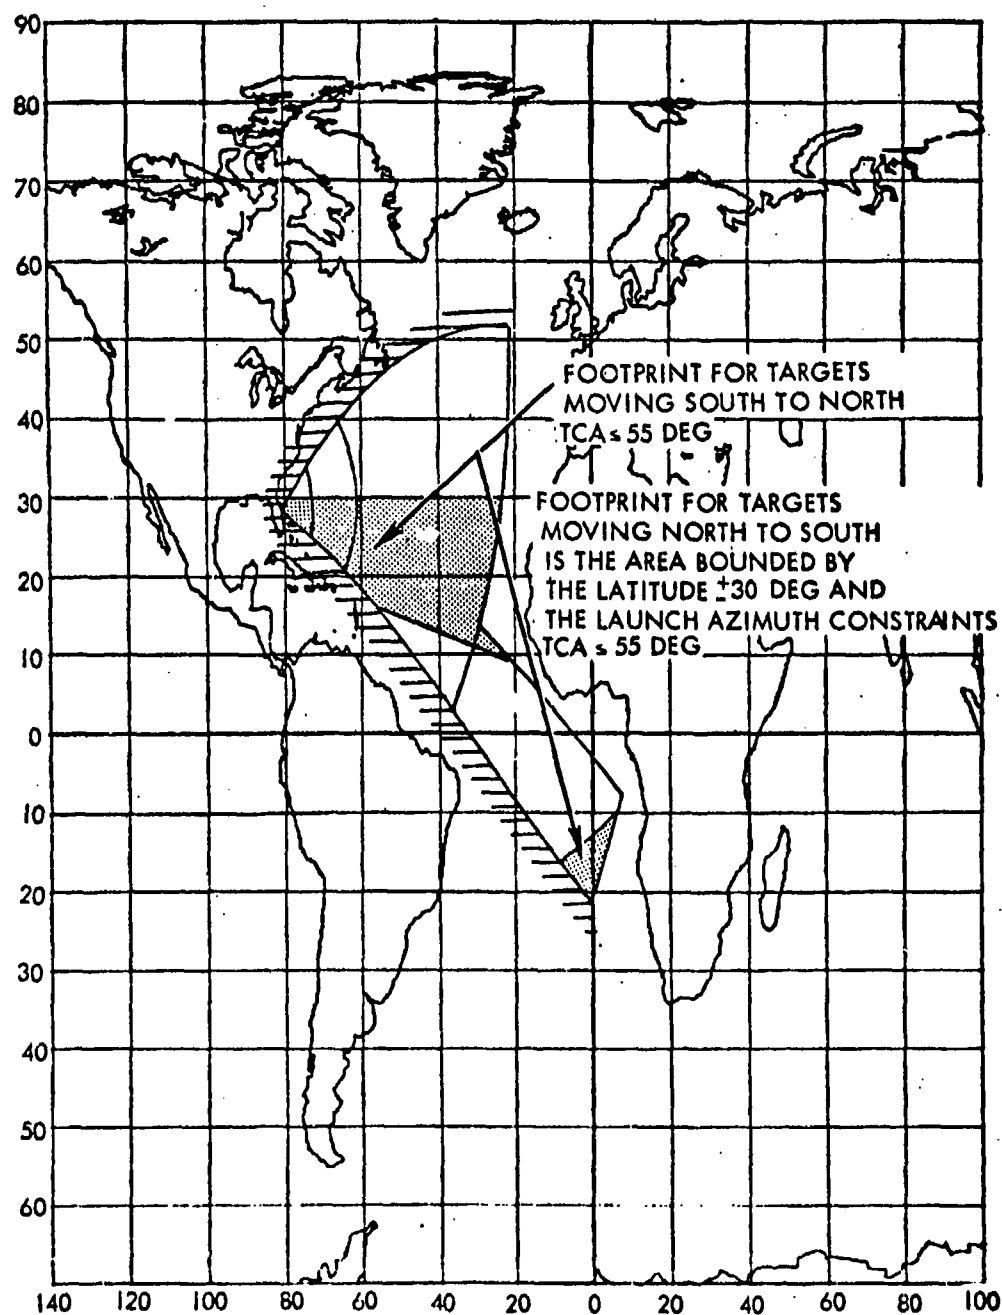 90
80
70
60
50
40
30
20
10
0
10
20
30
40
50
60
FOOTPRINT FOR TARGETS
MOVING SOUTH TO NORTH
TCA ≤ 55 DEG
FOOTPRINT FOR TARGETS
MOVING NORTH TO SOUTH
IS THE AREA BOUNDED BY
THE LATITUDE ±30 DEG AND
THE LAUNCH AZIMUTH CONSTRAINTS
TCA ≤ 55 DEG
140 120 100 80 60 40 20 0 20 40 60 80 100